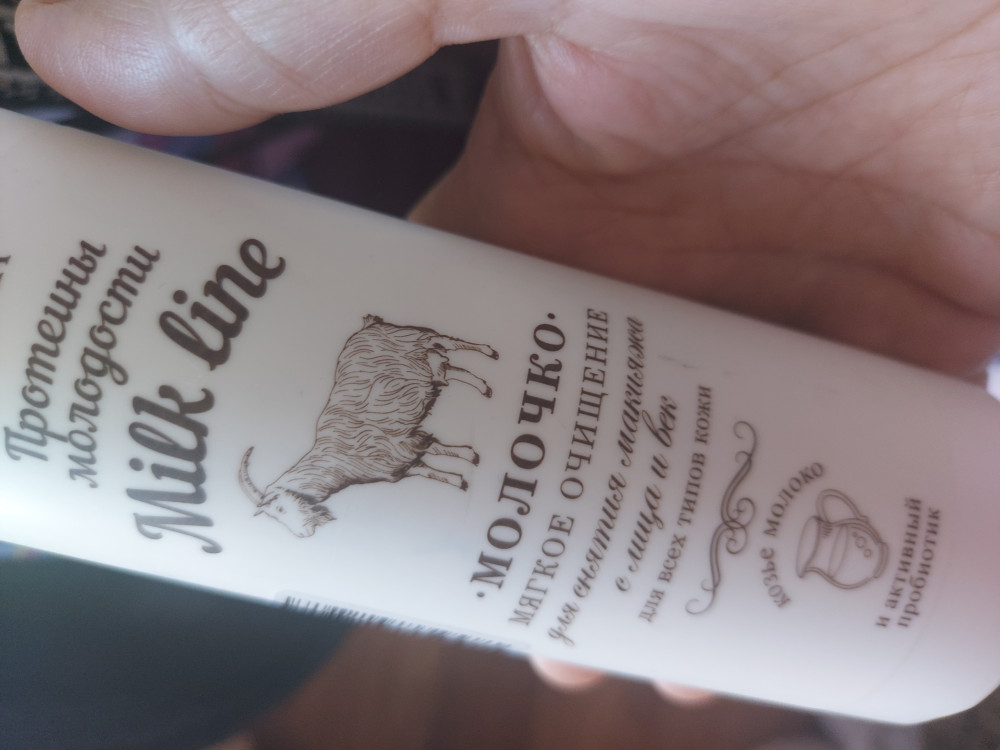 Протеины
молодости
Milk line
·МОЛОЧКО·
МЯГКОЕ ОЧИЩЕНИЕ
для снятия макияжа
с лица и век
для всех типов кожи
КОЗЬЕ МОЛОКО
и активный
пробиотик